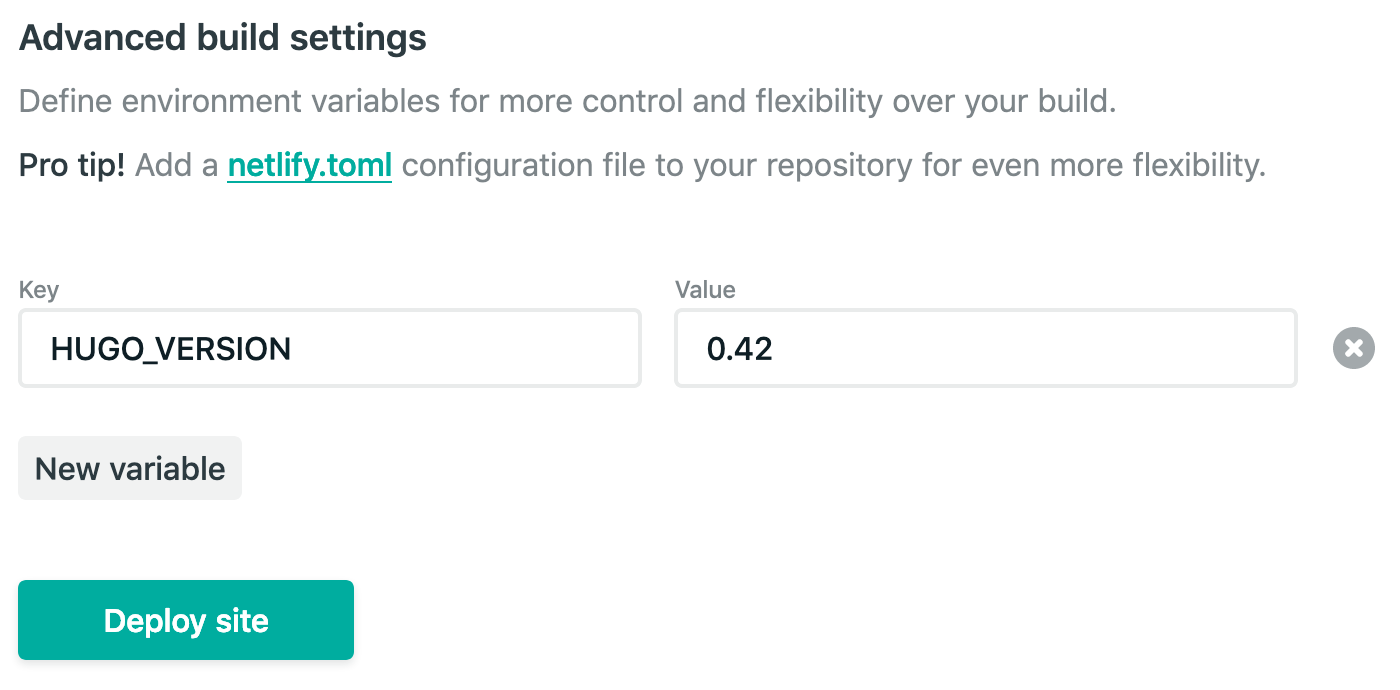 Advanced build settings
Define environment variables for more control and flexibility over your build.
Pro tip! Add a netlify.toml configuration file to your repository for even more flexibility.
Key Value
HUGO_VERSION 0.42
New variable
Deploy site